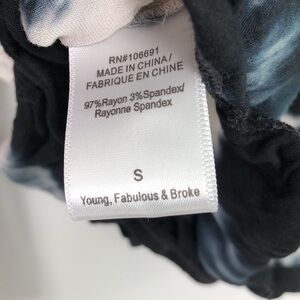 RN#106691
MADE IN CHINA/
FABRIQUE EN CHINE
97%Rayon 3%Spandex/
Rayonne Spandex
S
Young, Fabulous & Broke